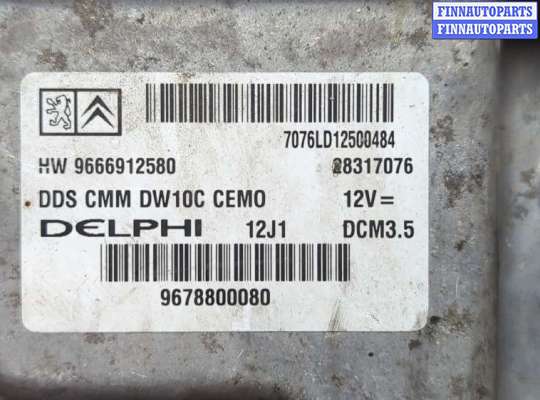 FINNAUTOPARTS
FINNAUTOPARTS
7076LD12500484
HW 9666912580 28317076
DDS CMM DW10C CEMO 12V=
DELPHI 12J1 DCM3.5
9678800080